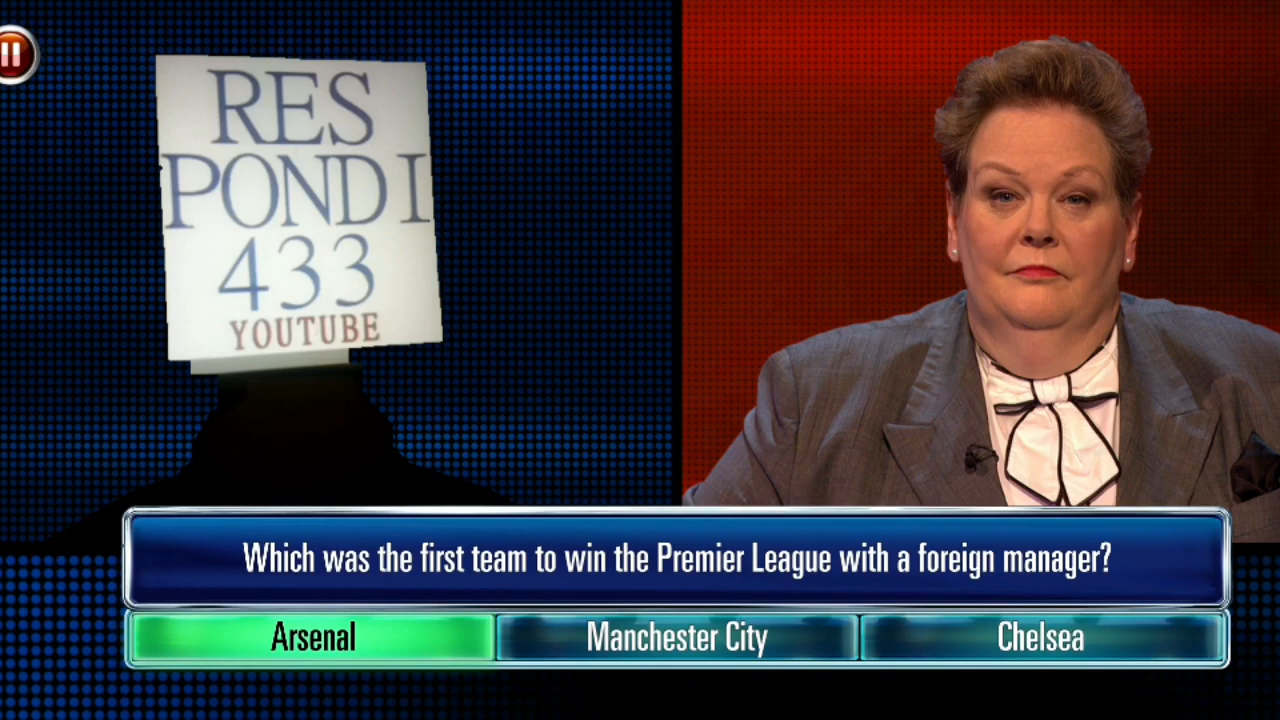 RES
POND I
433
YOUTUBE
Which was the first team to win the Premier League with a foreign manager?
Arsenal
Manchester City
Chelsea